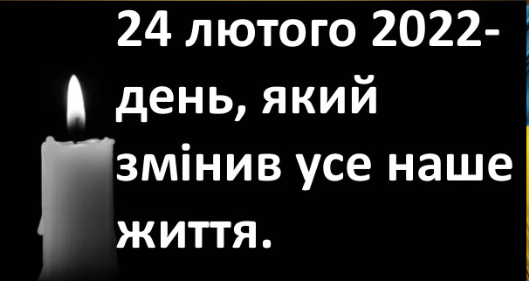 24 лютого 2022-
день, який
змінив усе наше
життя.